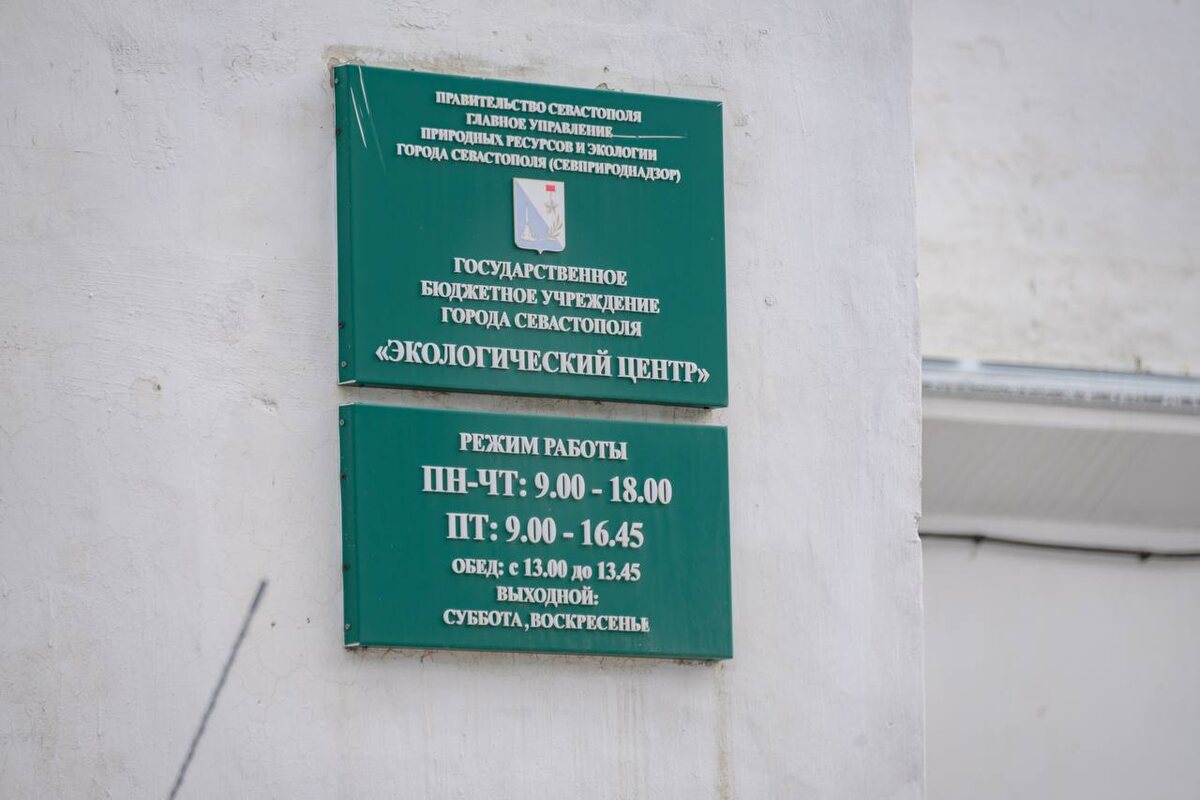 ПРАВИТЕЛЬСТВО СЕВАСТОПОЛЯ
ГЛАВНОЕ УПРАВЛЕНИЕ
ПРИРОДНЫХ РЕСУРСОВ И ЭКОЛОГИИ
ГОРОДА СЕВАСТОПОЛЯ (СЕВПРИРОДНАДЗОР)
ГОСУДАРСТВЕННОЕ
БЮДЖЕТНОЕ УЧРЕЖДЕНИЕ
ГОРОДА СЕВАСТОПОЛЯ
«ЭКОЛОГИЧЕСКИЙ ЦЕНТР»
РЕЖИМ РАБОТЫ
ПН-ЧТ: 9.00 - 18.00
ПТ: 9.00 - 16.45
ОБЕД: с 13.00 до 13.45
ВЫХОДНОЙ:
СУББОТА, ВОСКРЕСЕНЬЕ